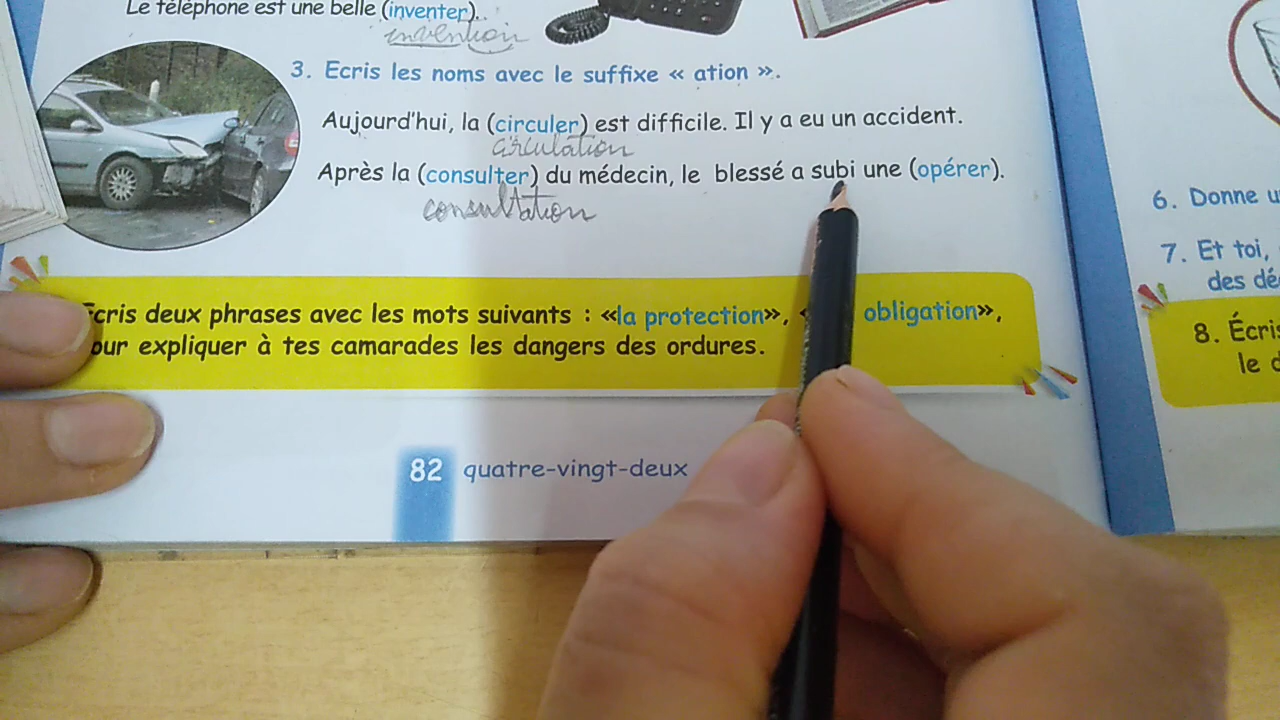 Le téléphone est une belle (inventer).
invention
3. Ecris les noms avec le suffixe « ation ».
Aujourd'hui, la (circuler) est difficile. Il y a eu un accident.
circulation
Après la (consulter) du médecin, le blessé a subi une (opérer).
consultation
Ecris deux phrases avec les mots suivants : «la protection», « obligation»,
our expliquer à tes camarades les dangers des ordures.
82 quatre-vingt-deux
6. Donne u
7. Et toi,
des dé
8. Écri
le d